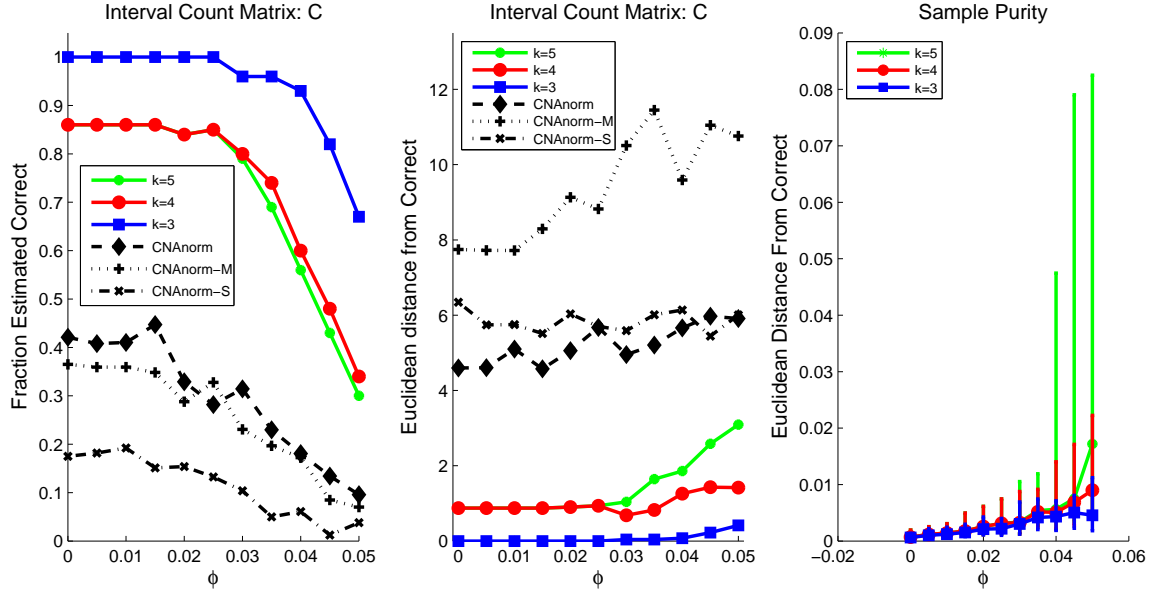 Interval Count Matrix: C
Fraction Estimated Correct
1
0.9
0.8
0.7
0.6
0.5
0.4
0.3
0.2
0.1
0
k=5
k=4
k=3
CNAnorm
CNAnorm−M
CNAnorm−S
0 0.01 0.02 0.03 0.04 0.05
ϕ
Interval Count Matrix: C
Euclidean distance from Correct
12
10
8
6
4
2
0
k=5
k=4
k=3
CNAnorm
CNAnorm−M
CNAnorm−S
0 0.01 0.02 0.03 0.04 0.05
ϕ
Sample Purity
Euclidean Distance From Correct
0.09
0.08
0.07
0.06
0.05
0.04
0.03
0.02
0.01
0
k=5
k=4
k=3
−0.02 0 0.02 0.04 0.06
ϕ